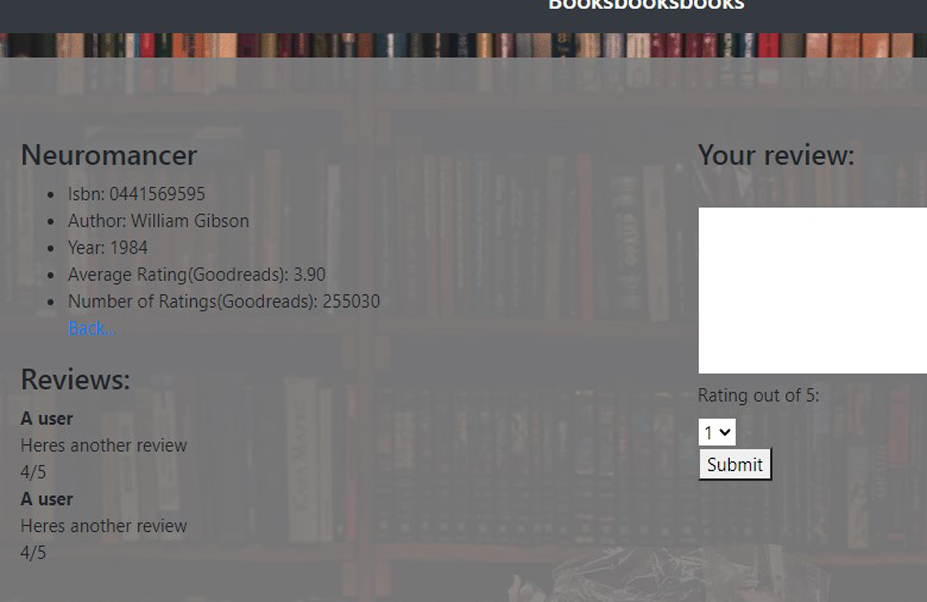 Booksbooksbooks
Neuromancer
Isbn: 0441569595
Author: William Gibson
Year: 1984
Average Rating(Goodreads): 3.90
Number of Ratings(Goodreads): 255030
Back...
Reviews:
A user
Heres another review
4/5
A user
Heres another review
4/5
Your review:
Rating out of 5:
1
Submit